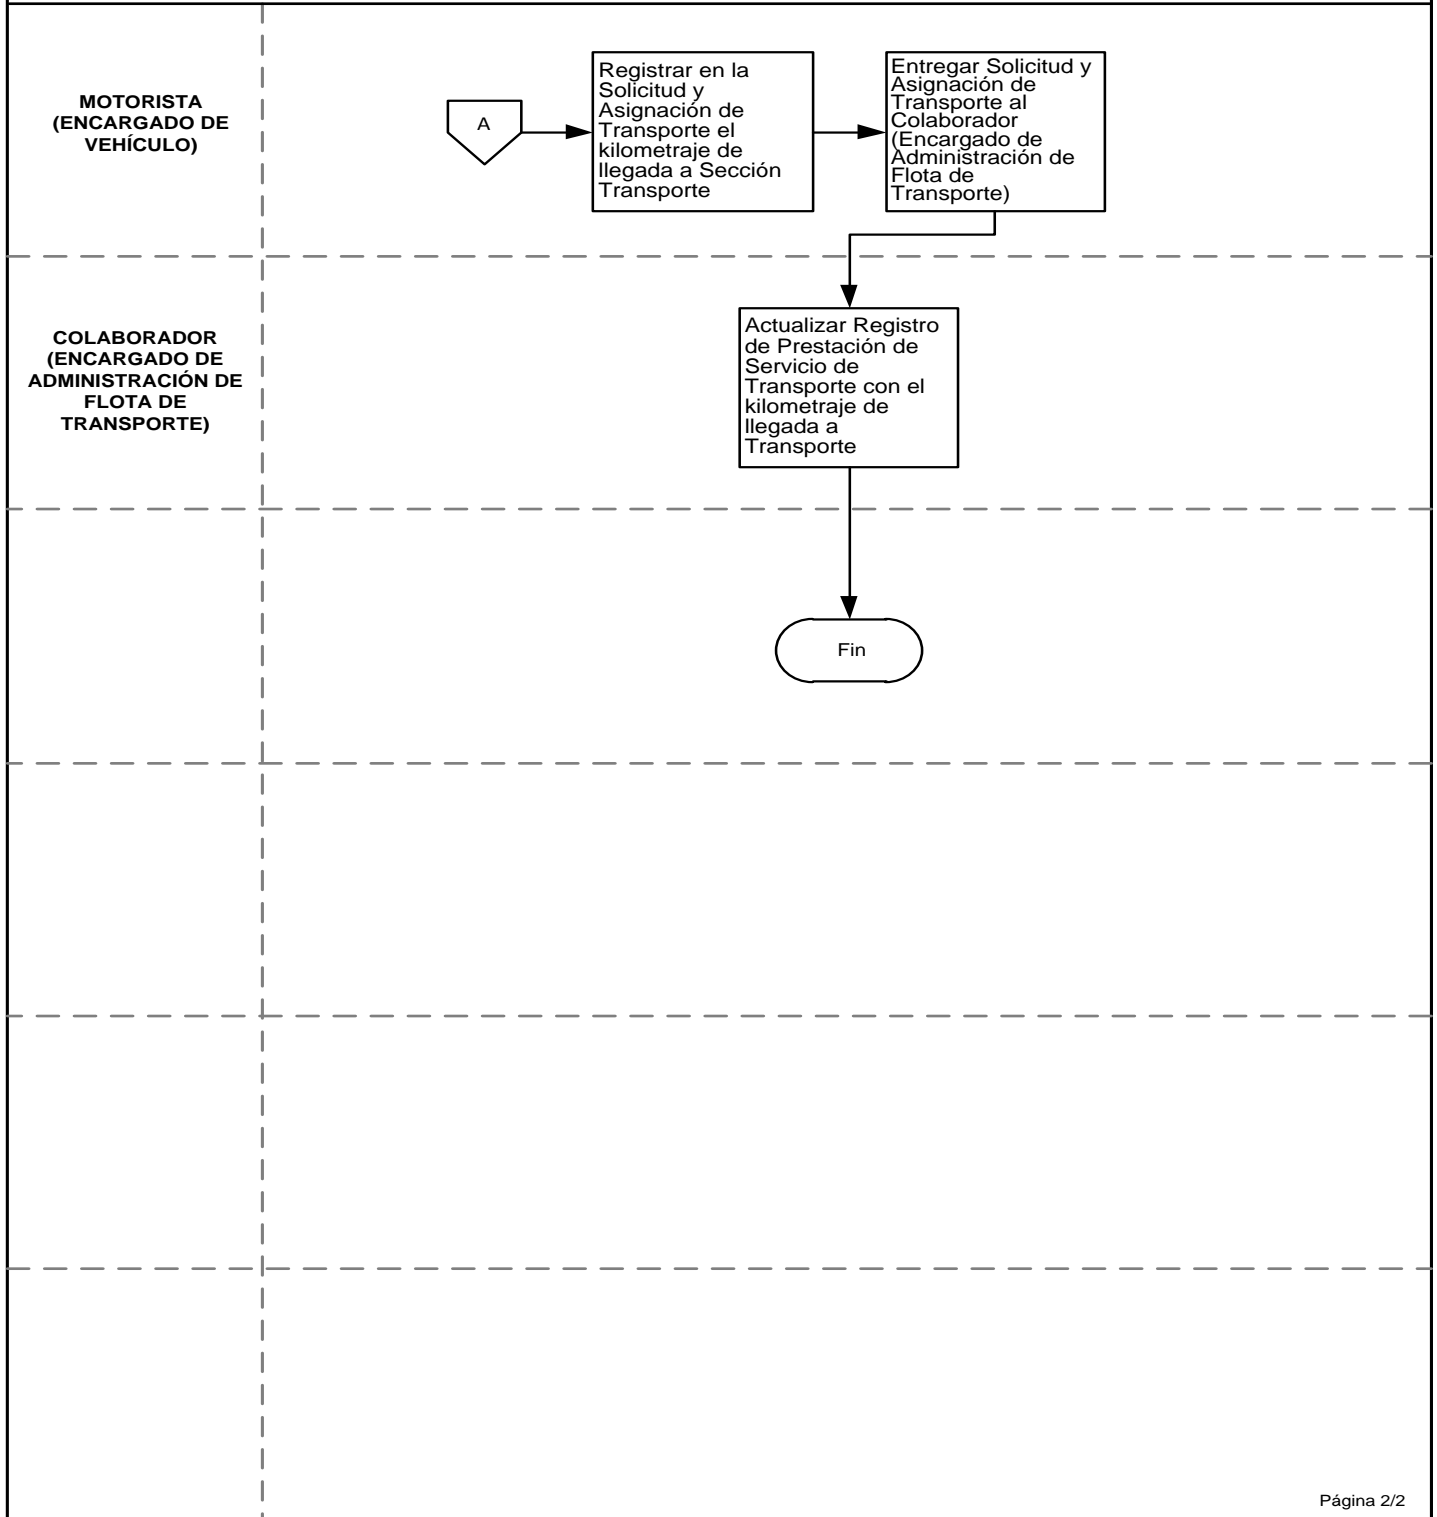 MOTORISTA
(ENCARGADO DE
VEHÍCULO)
A
Registrar en la
Solicitud y
Asignación de
Transporte el
kilometraje de
llegada a Sección
Transporte
Entregar Solicitud y
Asignación de
Transporte al
Colaborador
(Encargado de
Administración de
Flota de
Transporte)
COLABORADOR
(ENCARGADO DE
ADMINISTRACIÓN DE
FLOTA DE
TRANSPORTE)
Actualizar Registro
de Prestación de
Servicio de
Transporte con el
kilometraje de
llegada a
Transporte
Fin
Página 2/2